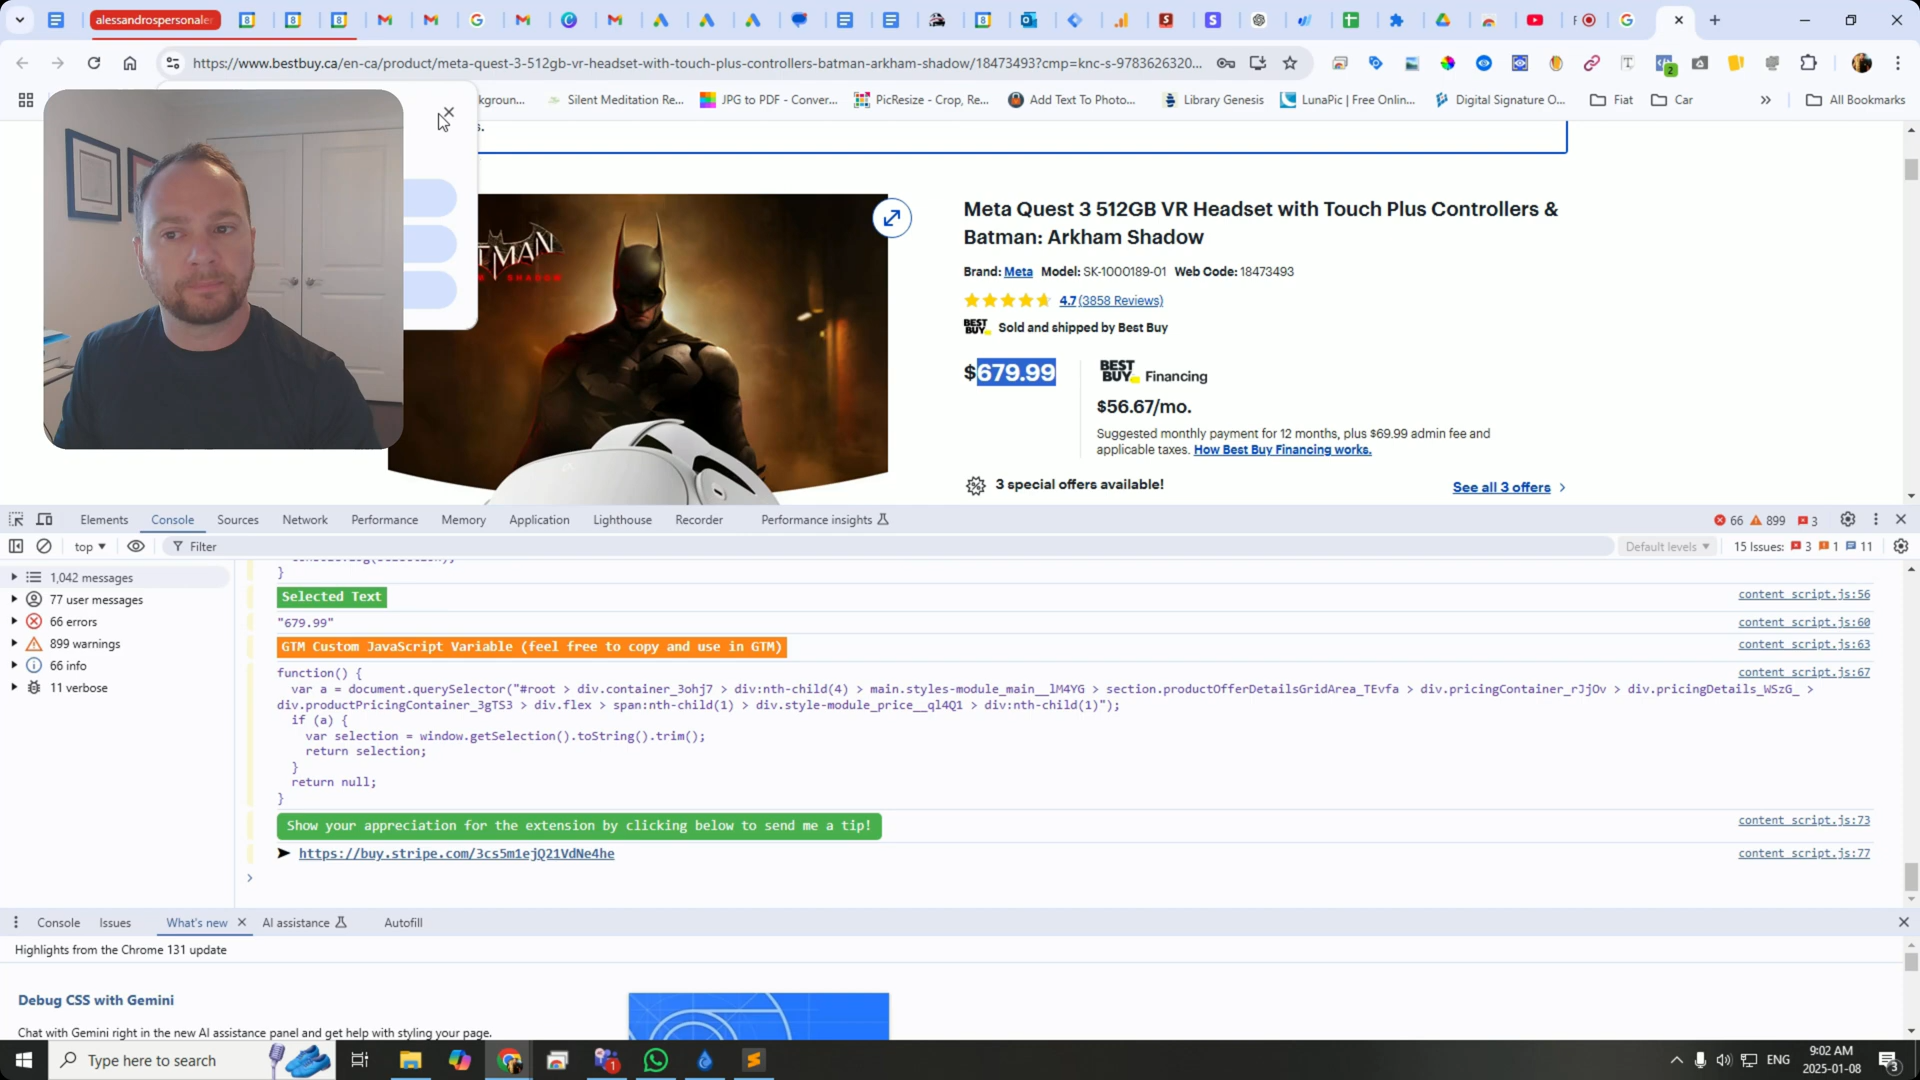 alessandrospersonaler
https://www.bestbuy.ca/en-ca/product/meta-quest-3-512gb-vr-headset-with-touch-plus-controllers-batman-arkham-shadow/18473493?cmp=knc-s-9783626320...
kgroun...
Silent Meditation Re...
JPG to PDF - Conver...
PicResize - Crop, Re...
Add Text To Photo...
Library Genesis
LunaPic | Free Onlin...
Digital Signature O...
Fiat
Car
All Bookmarks
s.
TMAN
Meta Quest 3 512GB VR Headset with Touch Plus Controllers &
Batman: Arkham Shadow
Brand: Meta Model: SK-1000189-01 Web Code: 18473493
4.7 (3858 Reviews)
BEST BUY Sold and shipped by Best Buy
$679.99
BEST BUY Financing
$56.67/mo.
Suggested monthly payment for 12 months, plus $69.99 admin fee and
applicable taxes. How Best Buy Financing works.
3 special offers available!
See all 3 offers
Elements Console Sources Network Performance Memory Application Lighthouse Recorder Performance insights
66 899 3
top Filter
Default levels
15 Issues: 3 1 11
1,042 messages
77 user messages
66 errors
899 warnings
66 info
11 verbose
}
Selected Text
content_script.js:56
"679.99"
content_script.js:60
GTM Custom JavaScript Variable (feel free to copy and use in GTM)
content_script.js:63
function() {
content_script.js:67
var a = document.querySelector("#root > div.container_3ohj7 > div:nth-child(4) > main.styles-module_main__lM4YG > section.productOfferDetailsGridArea_TEvfa > div.pricingContainer_rJjOv > div.pricingDetails_WSzG_ >
div.productPricingContainer_3gTS3 > div.flex > span:nth-child(1) > div.style-module_price__ql4Q1 > div:nth-child(1)");
if (a) {
var selection = window.getSelection().toString().trim();
return selection;
}
return null;
}
Show your appreciation for the extension by clicking below to send me a tip!
content_script.js:73
➤ https://buy.stripe.com/3cs5m1ejQ21VdNe4he
content_script.js:77
Console Issues What's new AI assistance Autofill
Highlights from the Chrome 131 update
Debug CSS with Gemini
Chat with Gemini right in the new AI assistance panel and get help with styling your page.
Type here to search
ENG
9:02 AM
2025-01-08